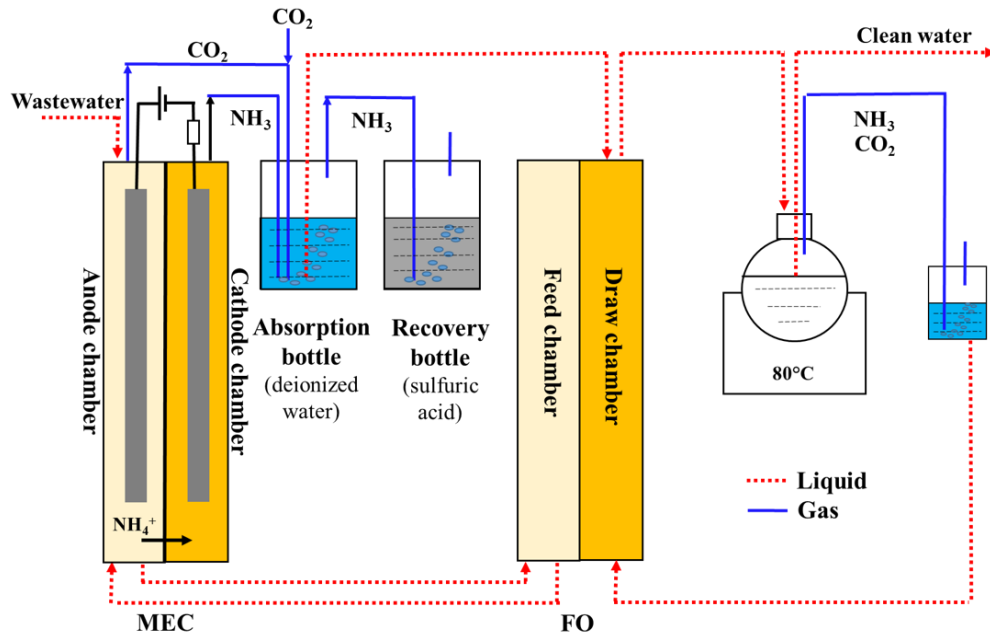 CO2
CO2
Clean water
Wastewater
NH3
NH3
NH3
CO2
Anode chamber
Cathode chamber
Absorption
bottle
(deionized
water)
Recovery
bottle
(sulfuric
acid)
Feed chamber
Draw chamber
80°C
Liquid
Gas
NH4+
MEC
FO